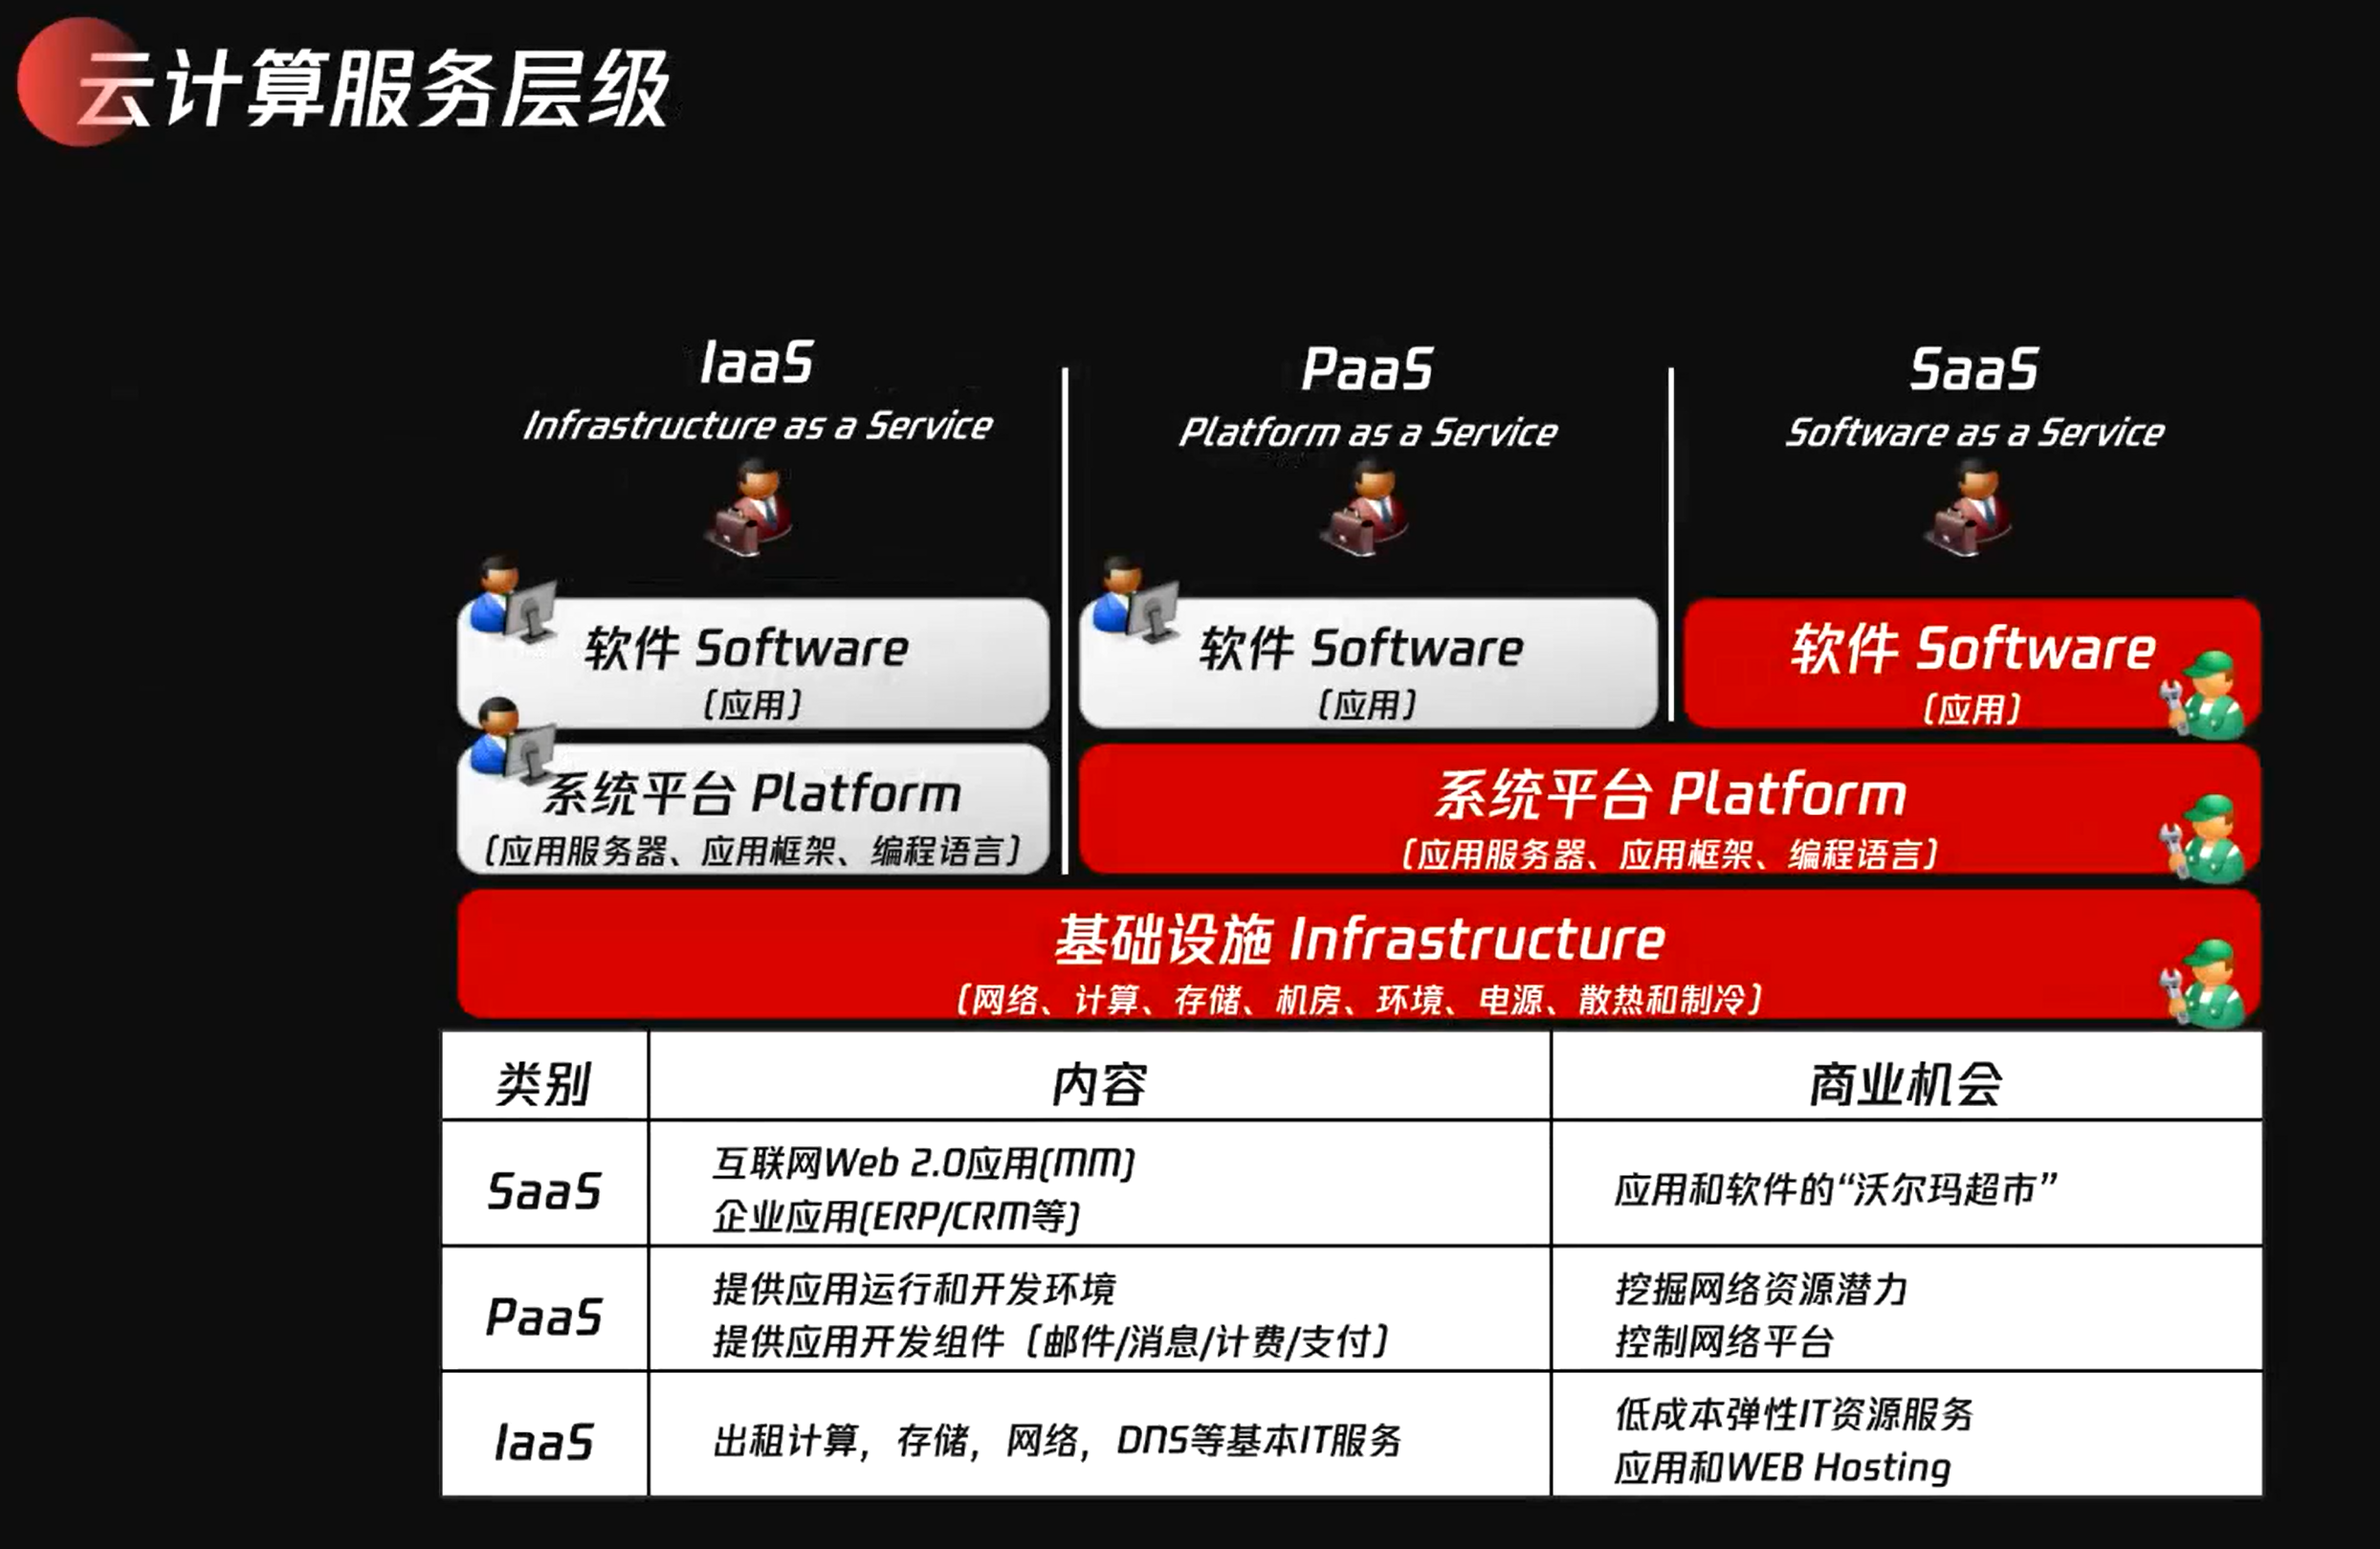 云计算服务层级
IaaS
Infrastructure as a Service
PaaS
Platform as a Service
SaaS
Software as a Service
软件 Software
(应用)
软件 Software
(应用)
软件 Software
(应用)
系统平台 Platform
(应用服务器、应用框架、编程语言)
系统平台 Platform
(应用服务器、应用框架、编程语言)
基础设施 Infrastructure
(网络、计算、存储、机房、环境、电源、散热和制冷)
类别 内容 商业机会
SaaS
互联网Web 2.0应用(MM)
企业应用(ERP/CRM等)
应用和软件的“沃尔玛超市”
PaaS
提供应用运行和开发环境
提供应用开发组件（邮件/消息/计费/支付）
挖掘网络资源潜力
控制网络平台
IaaS
出租计算，存储，网络，DNS等基本IT服务
低成本弹性IT资源服务
应用和WEB Hosting